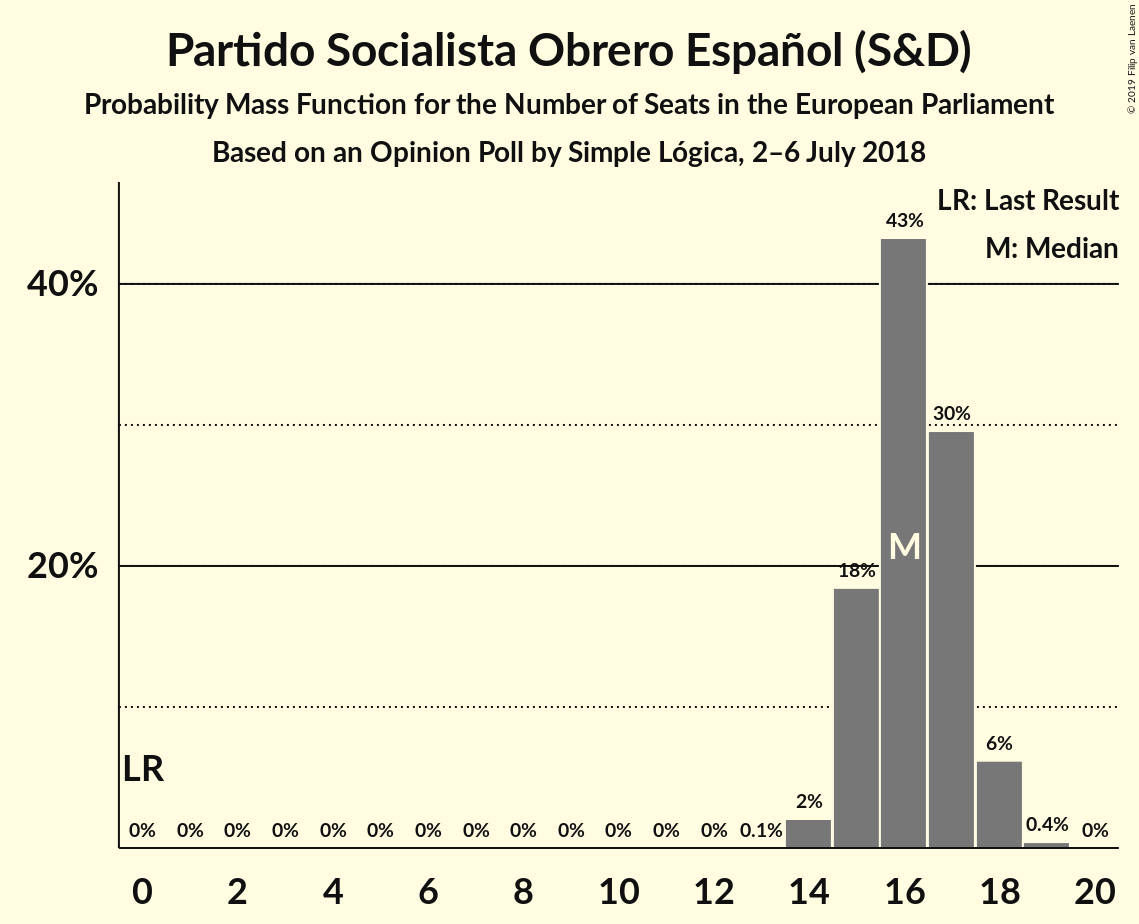 Partido Socialista Obrero Español (S&D)
Probability Mass Function for the Number of Seats in the European Parliament
Based on an Opinion Poll by Simple Lógica, 2–6 July 2018
© 2019 Filip van Laenen
LR: Last Result
M: Median
43%
40%
30%
M
20%
18%
6%
LR
2%
0% 0% 0% 0% 0% 0% 0% 0% 0% 0% 0% 0% 0% 0.1% 0.4% 0%
0 2 4 6 8 10 12 14 16 18 20